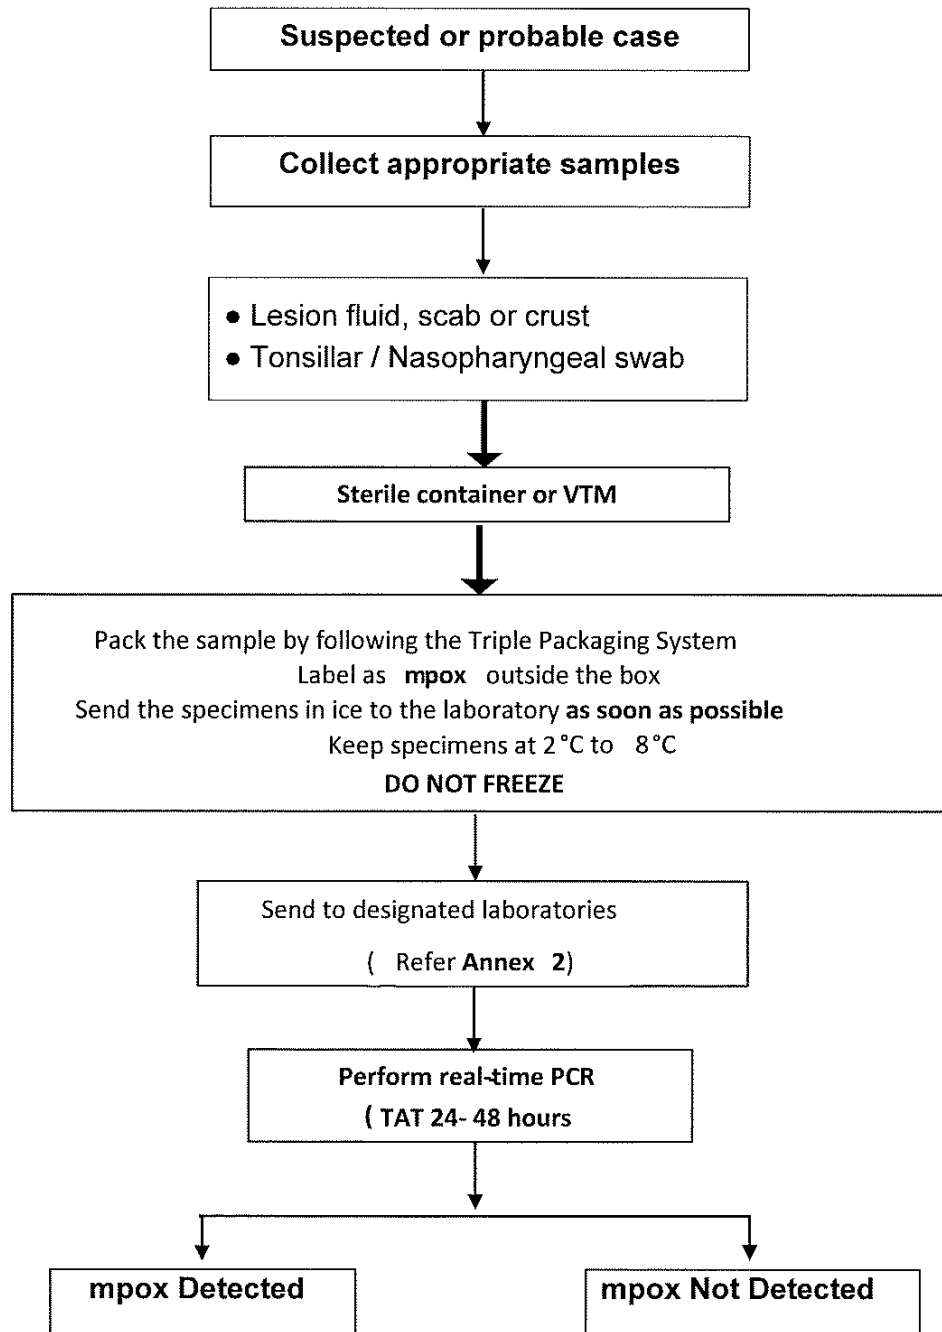 Suspected or probable case
Collect appropriate samples
● Lesion fluid, scab or crust
● Tonsillar / Nasopharyngeal swab
Sterile container or VTM
Pack the sample by following the Triple Packaging System
Label as mpox outside the box
Send the specimens in ice to the laboratory as soon as possible
Keep specimens at 2°C to 8°C
DO NOT FREEZE
Send to designated laboratories
( Refer Annex 2)
Perform real-time PCR
( TAT 24- 48 hours
mpox Detected
mpox Not Detected